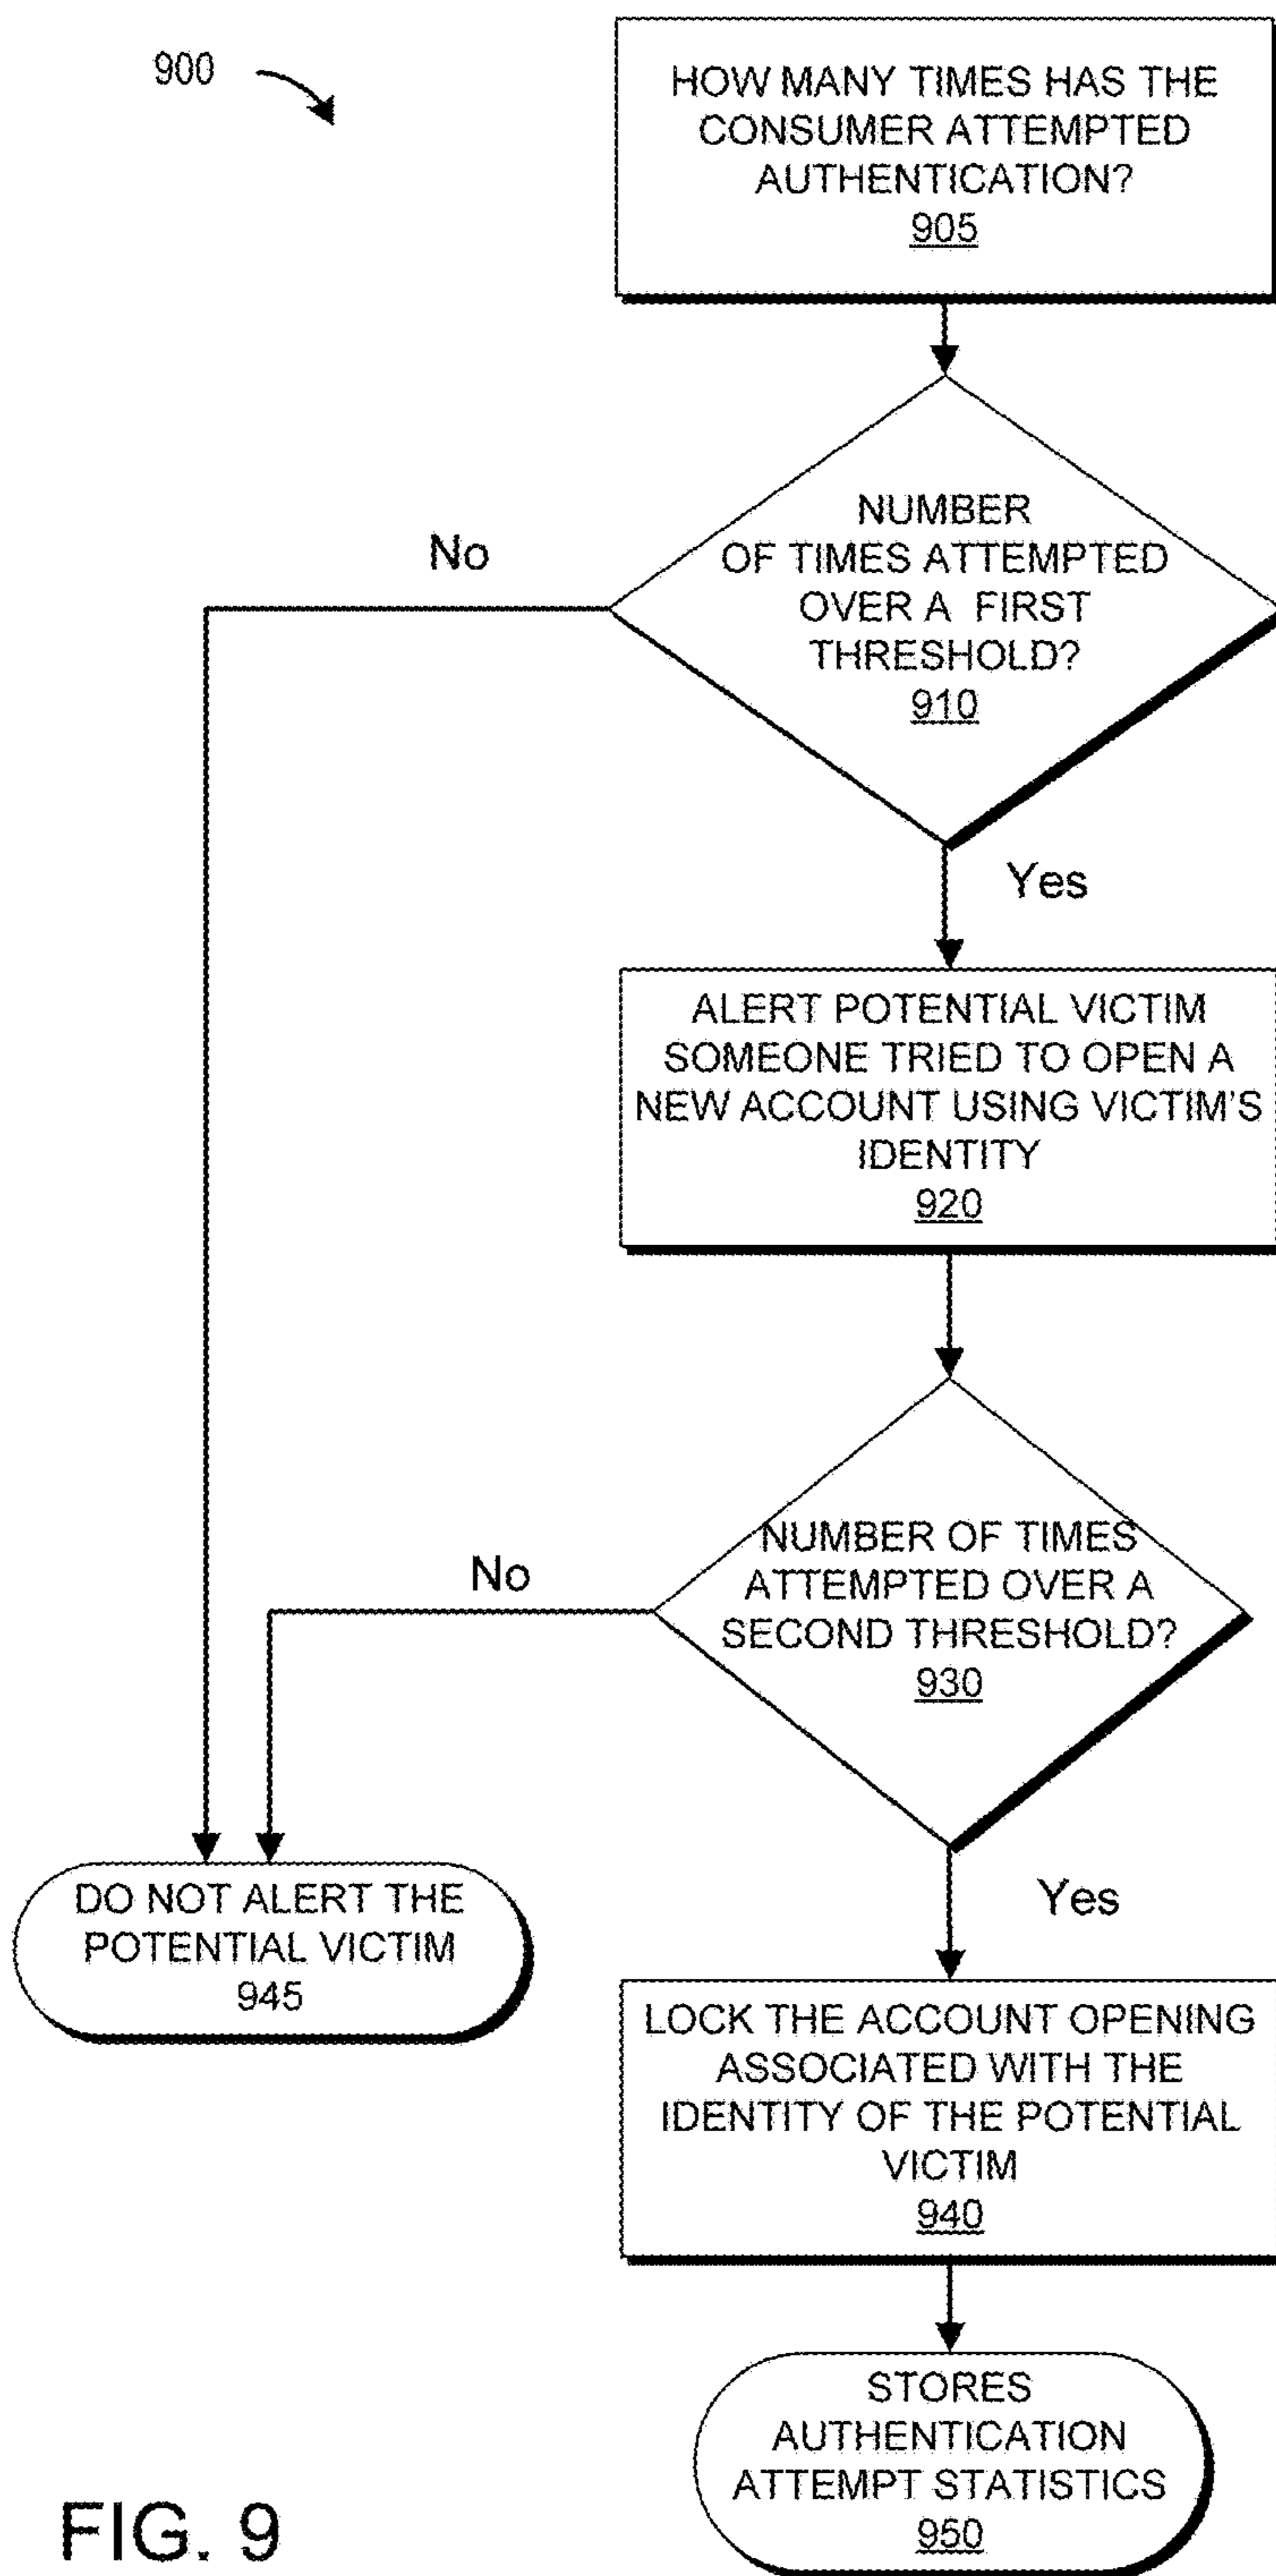 900
HOW MANY TIMES HAS THE
CONSUMER ATTEMPTED
AUTHENTICATION?
905
NUMBER
OF TIMES ATTEMPTED
OVER A FIRST
THRESHOLD?
910
No
Yes
ALERT POTENTIAL VICTIM
SOMEONE TRIED TO OPEN A
NEW ACCOUNT USING VICTIM'S
IDENTITY
920
NUMBER OF TIMES
ATTEMPTED OVER A
SECOND THRESHOLD?
930
No
Yes
DO NOT ALERT THE
POTENTIAL VICTIM
945
LOCK THE ACCOUNT OPENING
ASSOCIATED WITH THE
IDENTITY OF THE POTENTIAL
VICTIM
940
STORES
AUTHENTICATION
ATTEMPT STATISTICS
950
FIG. 9